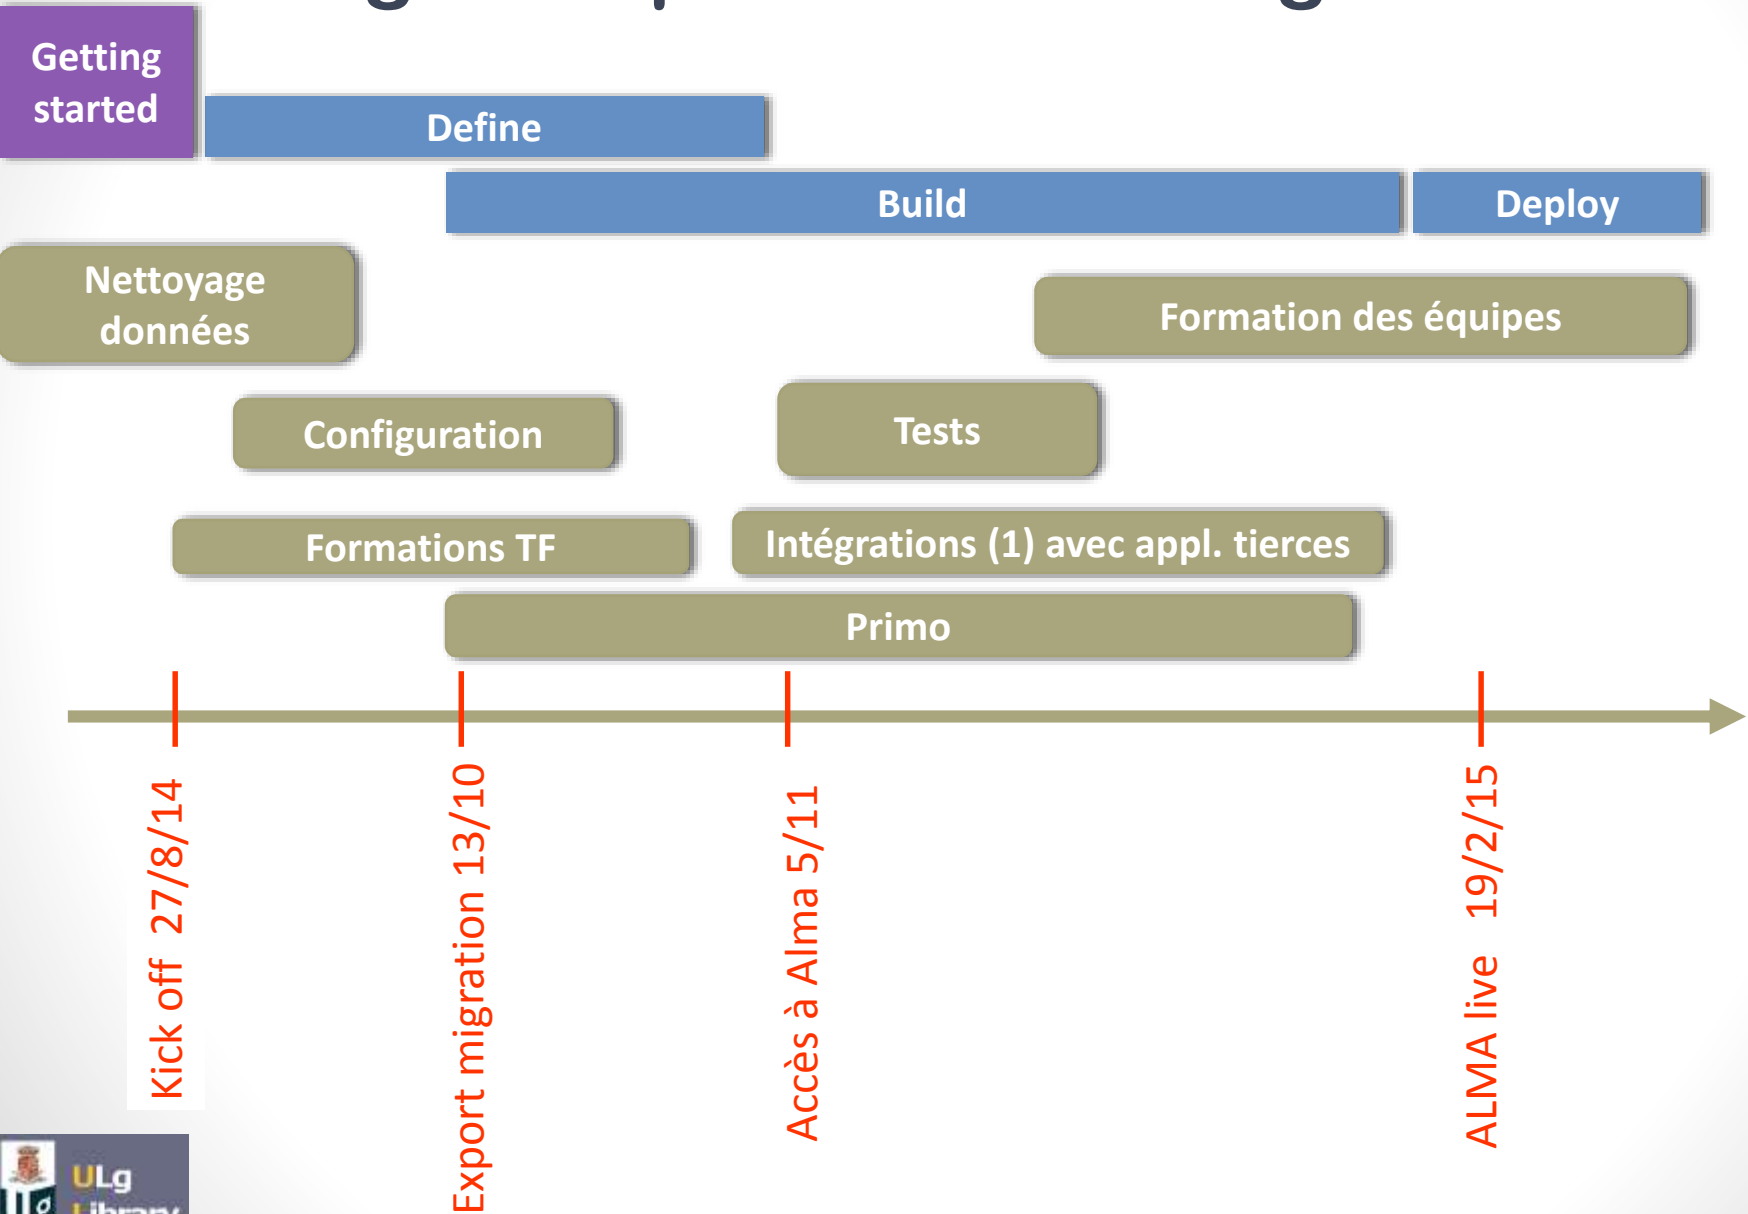 Getting
started
Define
Build
Deploy
Nettoyage
données
Formation des équipes
Configuration
Tests
Formations TF
Intégrations (1) avec appl. tierces
Primo
Kick off 27/8/14
Export migration 13/10
Accès à Alma 5/11
ALMA live 19/2/15
ULg
Library